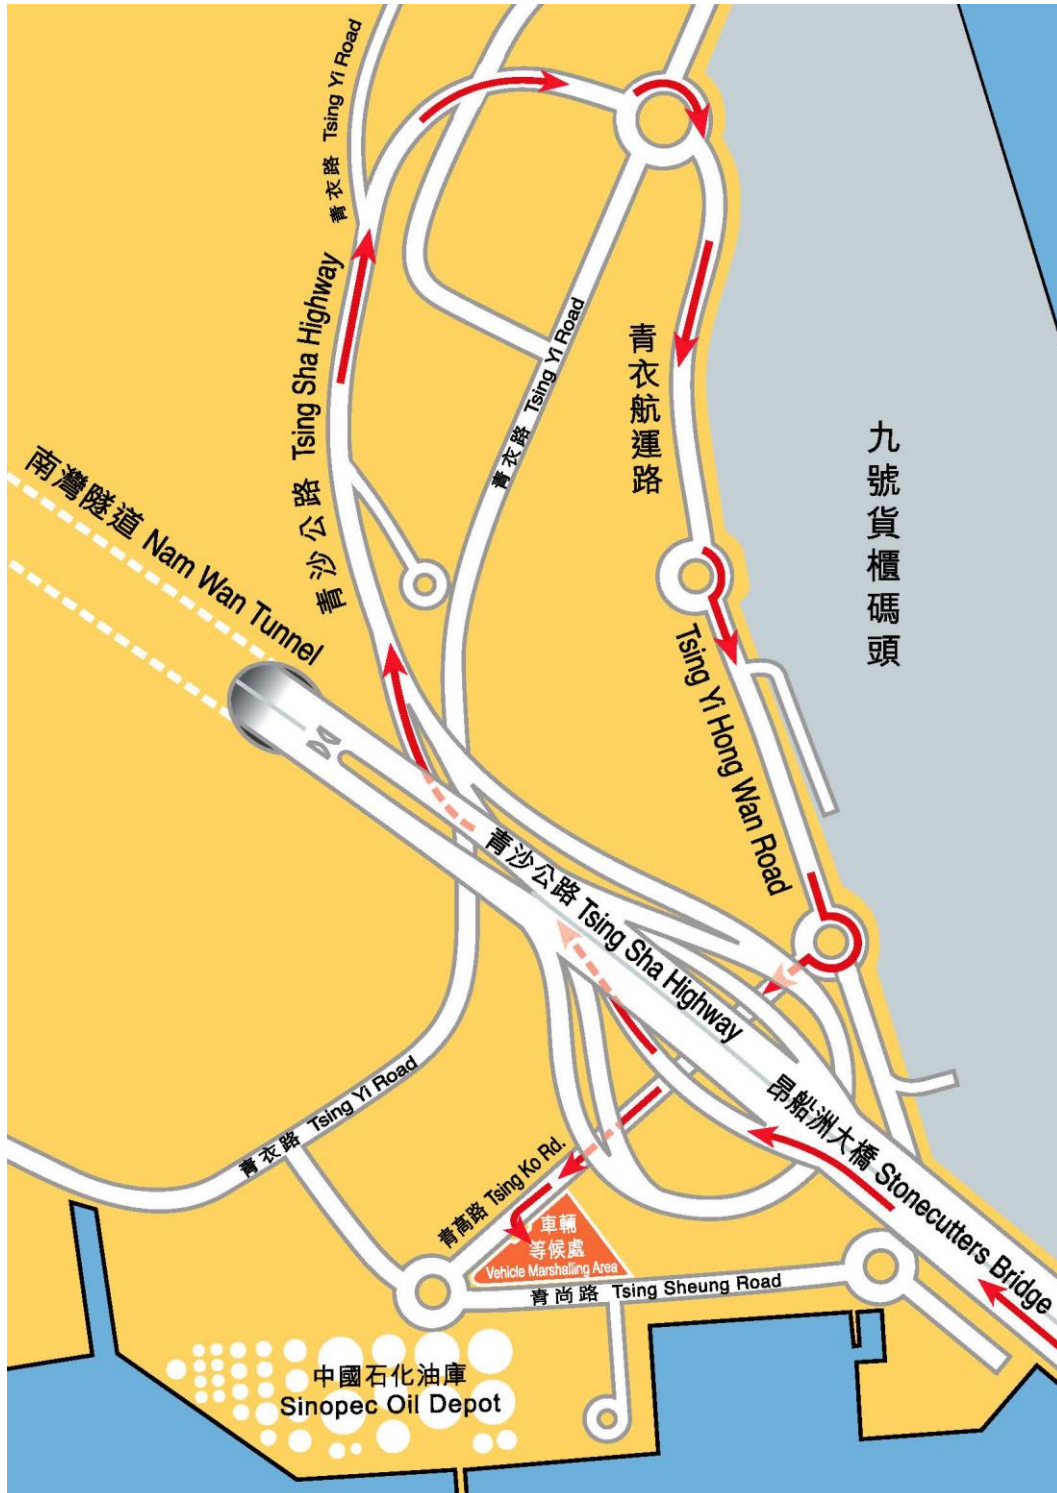 青衣路 Tsing Yi Road
青沙公路 Tsing Sha Highway
青衣路 Tsing Yi Road
青衣航運路
九號貨櫃碼頭
南灣隧道 Nam Wan Tunnel
Tsing Yi Hong Wan Road
青沙公路 Tsing Sha Highway
昂船洲大橋 Stonecutters Bridge
青衣路 Tsing Yi Road
青高路 Tsing Ko Rd.
車輛
等候處
Vehicle Marshalling Area
青尚路 Tsing Sheung Road
中國石化油庫
Sinopec Oil Depot